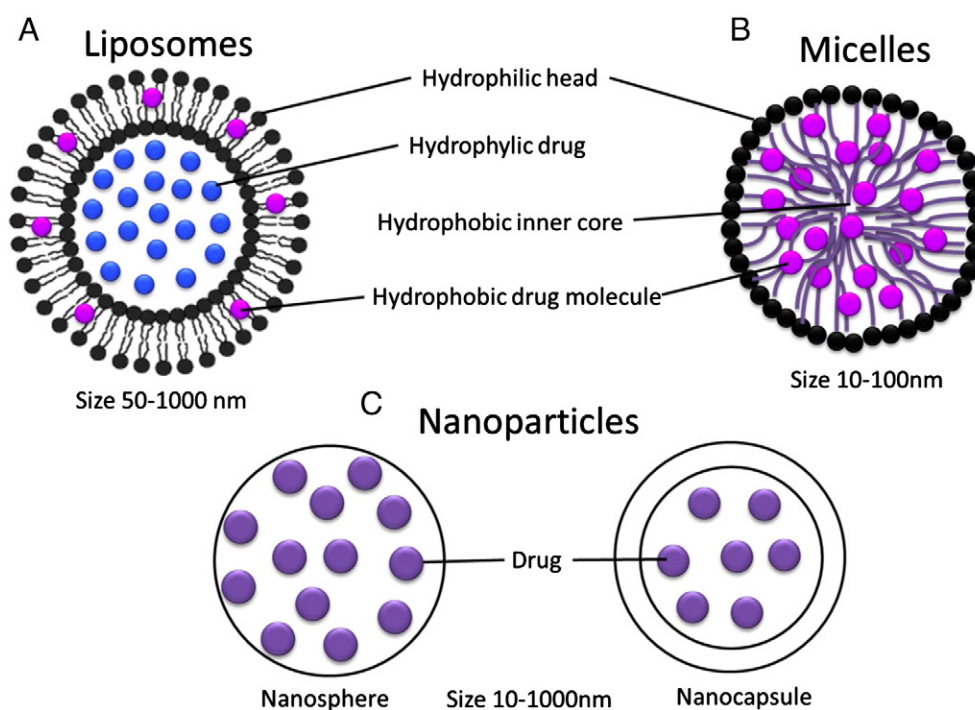 A
Liposomes
B
Micelles
Hydrophilic head
Hydrophylic drug
Hydrophobic inner core
Hydrophobic drug molecule
Size 50-1000 nm
Size 10-100nm
C
Nanoparticles
Drug
Nanosphere
Size 10-1000nm
Nanocapsule